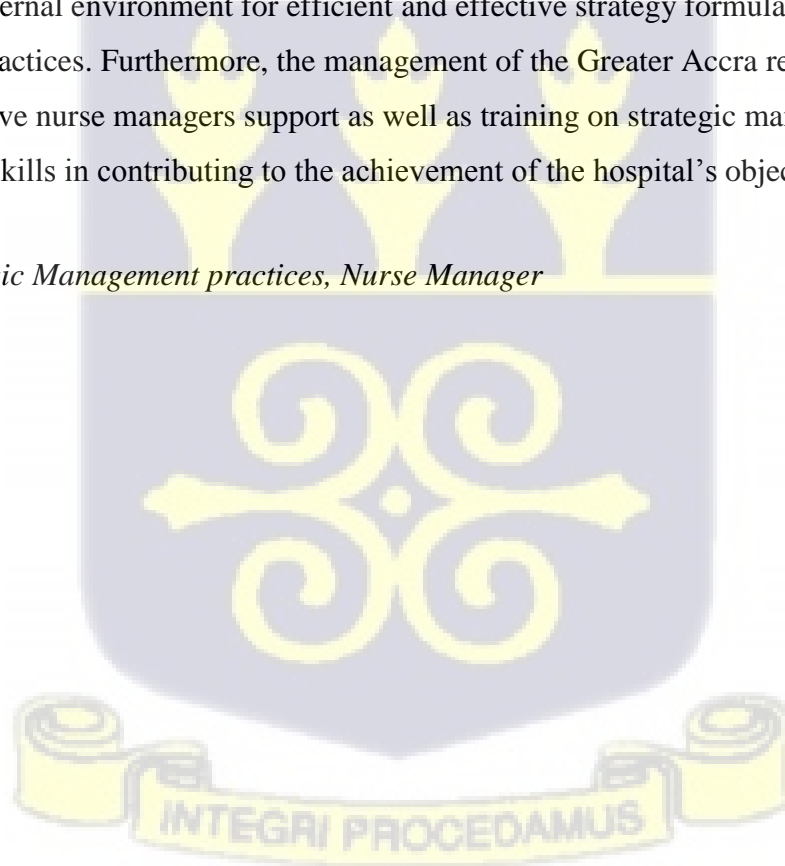 ernal environment for efficient and effective strategy formula
actices. Furthermore, the management of the Greater Accra re
ve nurse managers support as well as training on strategic ma
kills in contributing to the achievement of the hospital's objec
ic Management practices, Nurse Manager
INTEGRI PROCEDAMUS